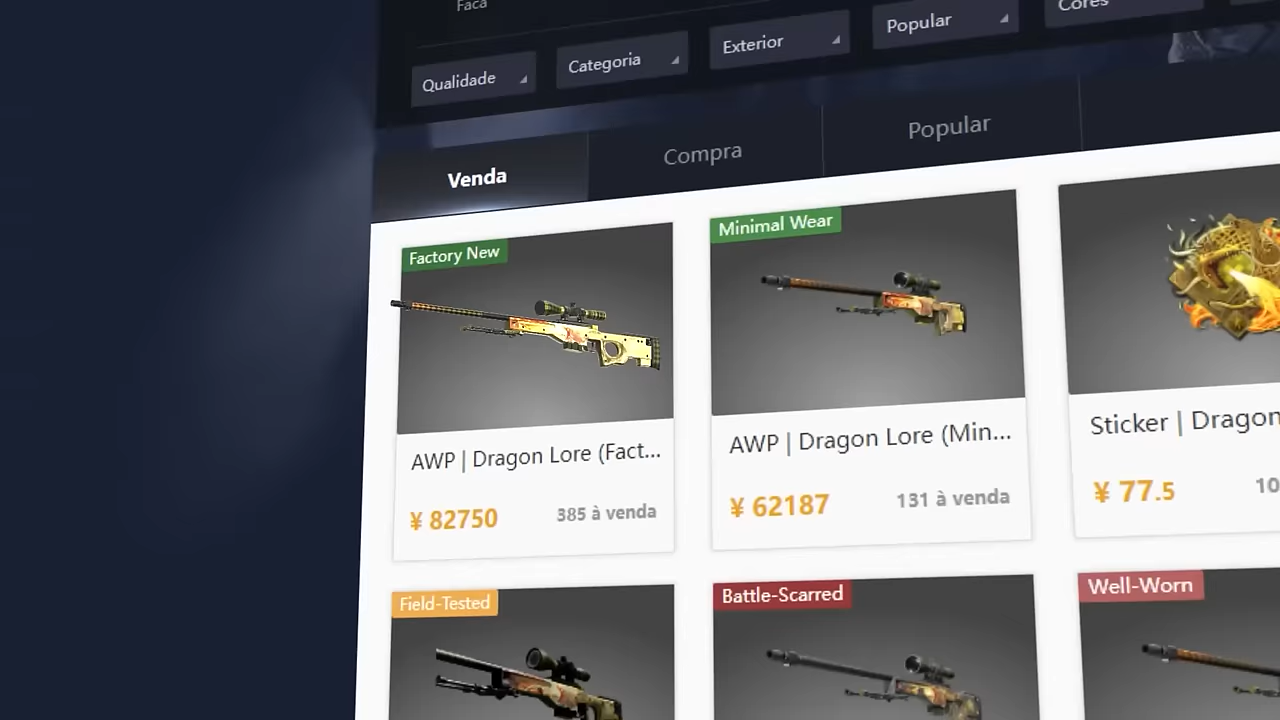 Faca
Qualidade
Categoria
Exterior
Popular
Cores
Venda
Compra
Popular
Factory New
AWP | Dragon Lore (Fact...
¥ 82750
385 à venda
Minimal Wear
AWP | Dragon Lore (Min...
¥ 62187
131 à venda
Sticker | Dragon
¥ 77.5
10
Field-Tested
Battle-Scarred
Well-Worn